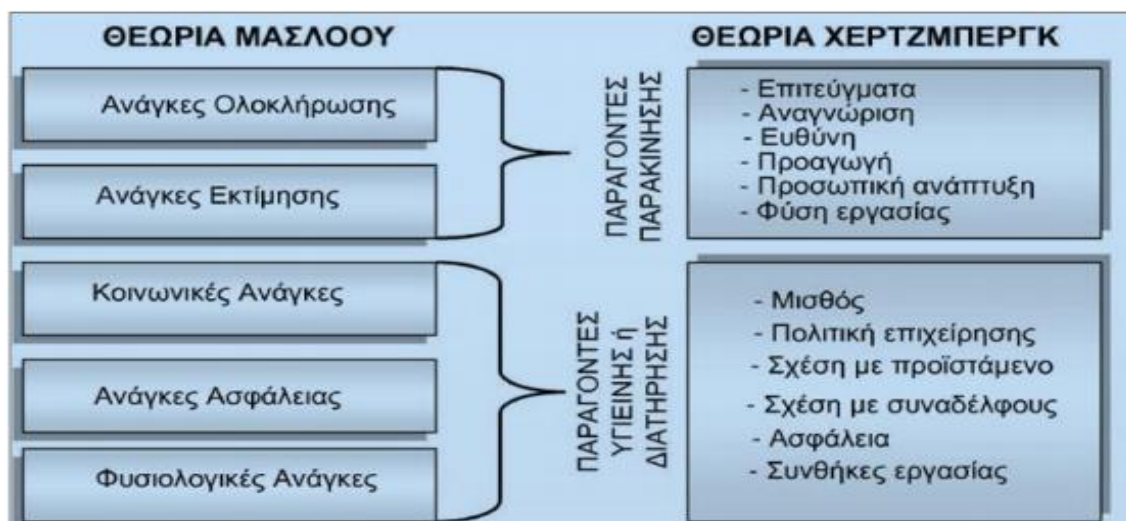 ΘΕΩΡΙΑ ΜΑΣΛΟΟΥ
Ανάγκες Ολοκλήρωσης
Ανάγκες Εκτίμησης
Κοινωνικές Ανάγκες
Ανάγκες Ασφάλειας
Φυσιολογικές Ανάγκες
ΠΑΡΑΓΟΝΤΕΣ
ΠΑΡΑΚΙΝΗΣΗΣ
ΠΑΡΑΓΟΝΤΕΣ
ΥΓΙΕΙΝΗΣ ή
ΔΙΑΤΗΡΗΣΗΣ
ΘΕΩΡΙΑ ΧΕΡΤΖΜΠΕΡΓΚ
- Επιτεύγματα
- Αναγνώριση
- Ευθύνη
- Προαγωγή
- Προσωπική ανάπτυξη
- Φύση εργασίας
- Μισθός
- Πολιτική επιχείρησης
- Σχέση με προϊστάμενο
- Σχέση με συναδέλφους
- Ασφάλεια
- Συνθήκες εργασίας